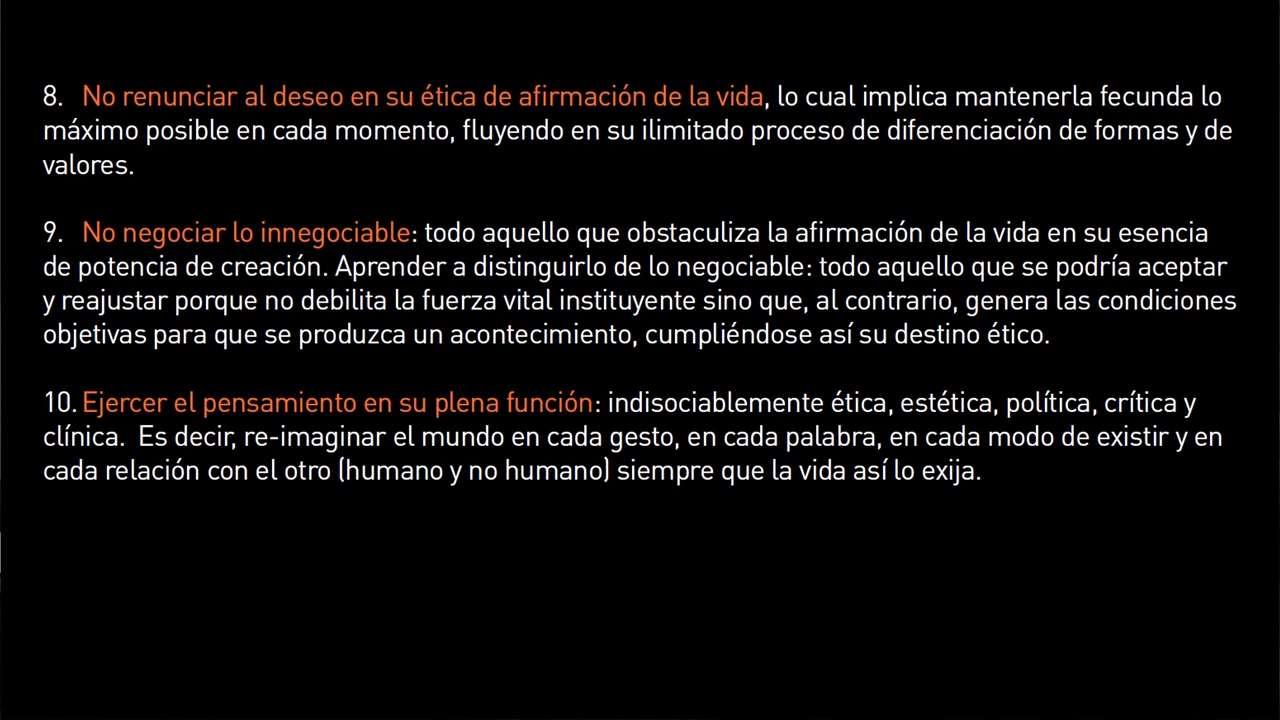 8. No renunciar al deseo en su ética de afirmación de la vida, lo cual implica mantenerla fecunda lo
máximo posible en cada momento, fluyendo en su ilimitado proceso de diferenciación de formas y de
valores.
9. No negociar lo innegociable: todo aquello que obstaculiza la afirmación de la vida en su esencia
de potencia de creación. Aprender a distinguirlo de lo negociable: todo aquello que se podría aceptar
y reajustar porque no debilita la fuerza vital instituyente sino que, al contrario, genera las condiciones
objetivas para que se produzca un acontecimiento, cumpliéndose así su destino ético.
10. Ejercer el pensamiento en su plena función: indisociablemente ética, estética, política, crítica y
clínica. Es decir, re-imaginar el mundo en cada gesto, en cada palabra, en cada modo de existir y en
cada relación con el otro (humano y no humano) siempre que la vida así lo exija.